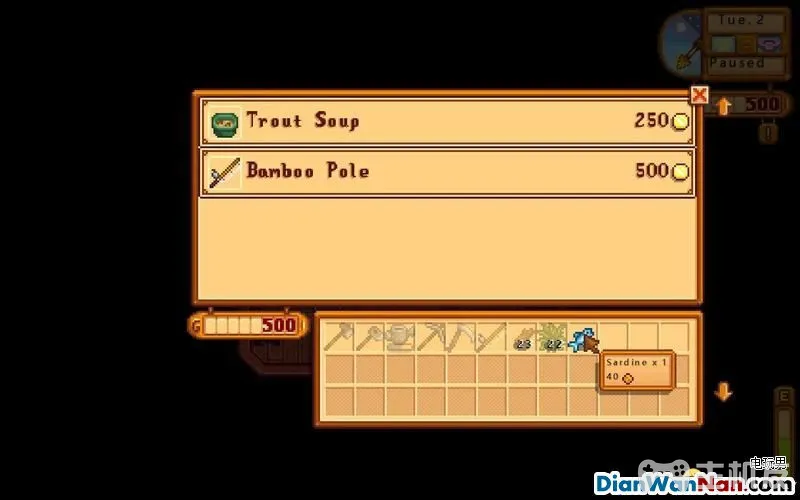 Tue. 2
Paused
500
Trout Soup 250
Bamboo Pole 500
G 500
23 22
Sardine x 1
40
E
电玩男
DianWanNan.com